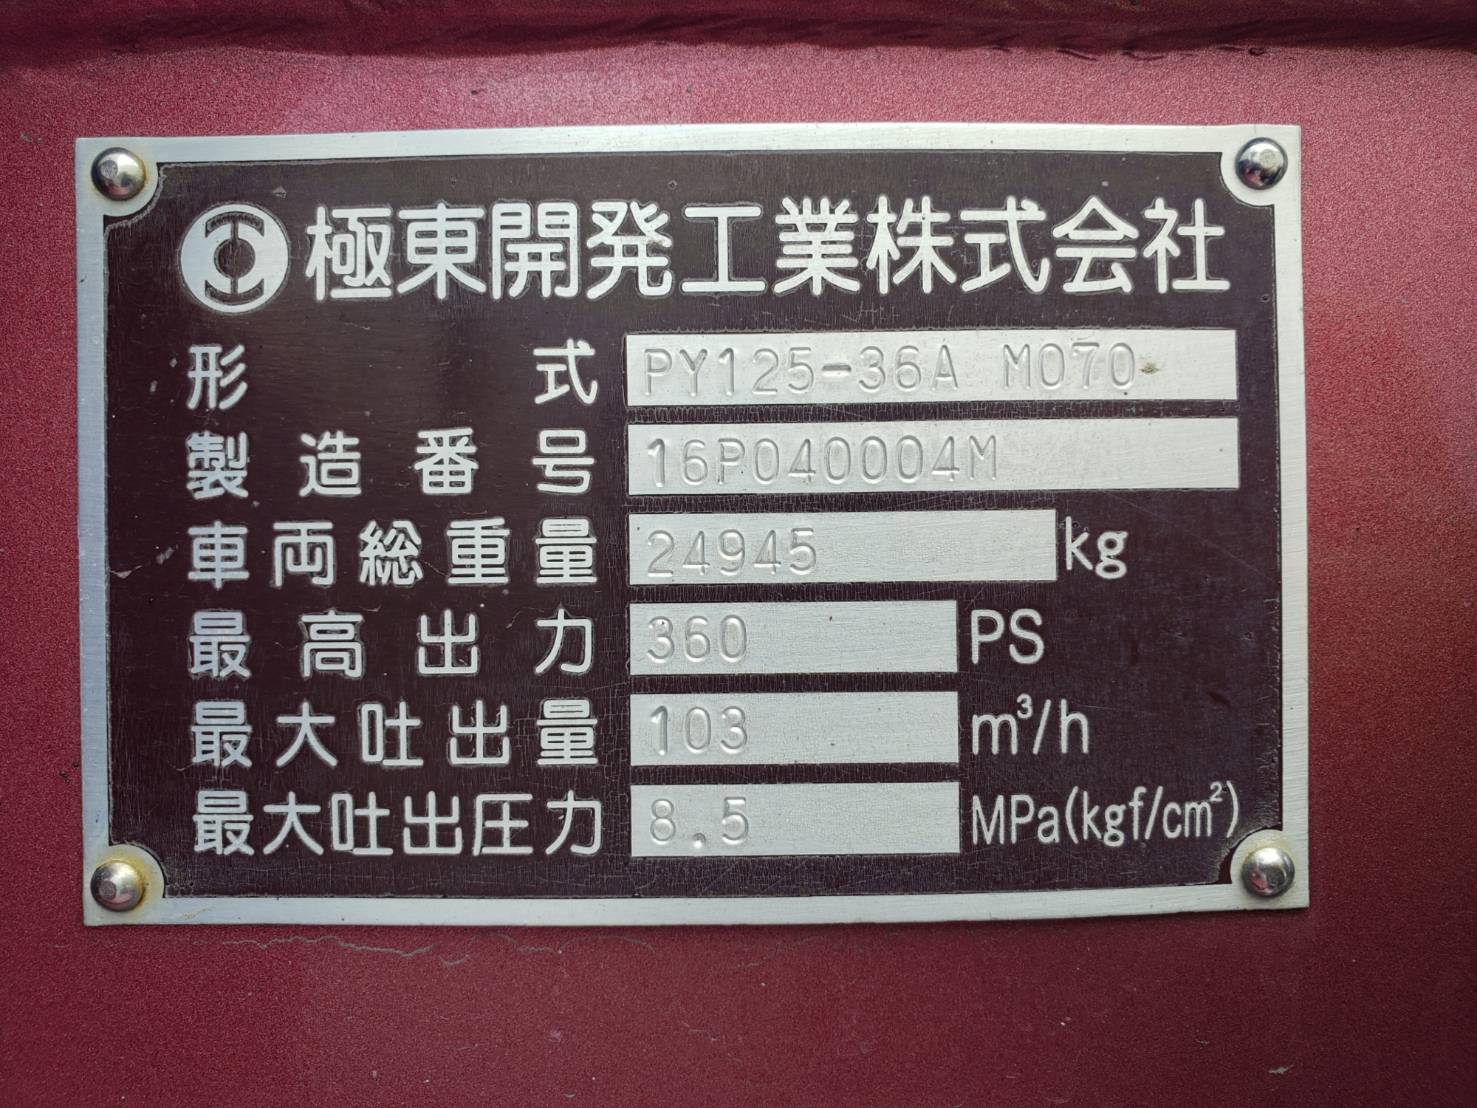 極東開発工業株式会社
形式 PY125-36A M070
製造番号 16P040004M
車両総重量 24945 kg
最高出力 360 PS
最大吐出量 103 m³/h
最大吐出圧力 8.5 MPa(kgf/cm²)